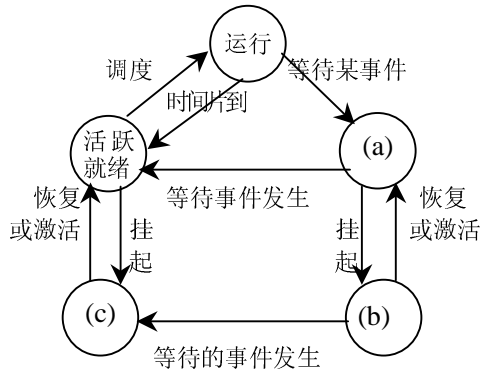 运行
调度
等待某事件
时间片到
活跃
就绪
(a)
等待事件发生
恢复
或激活
挂
起
挂
起
恢复
或激活
(c)
(b)
等待的事件发生